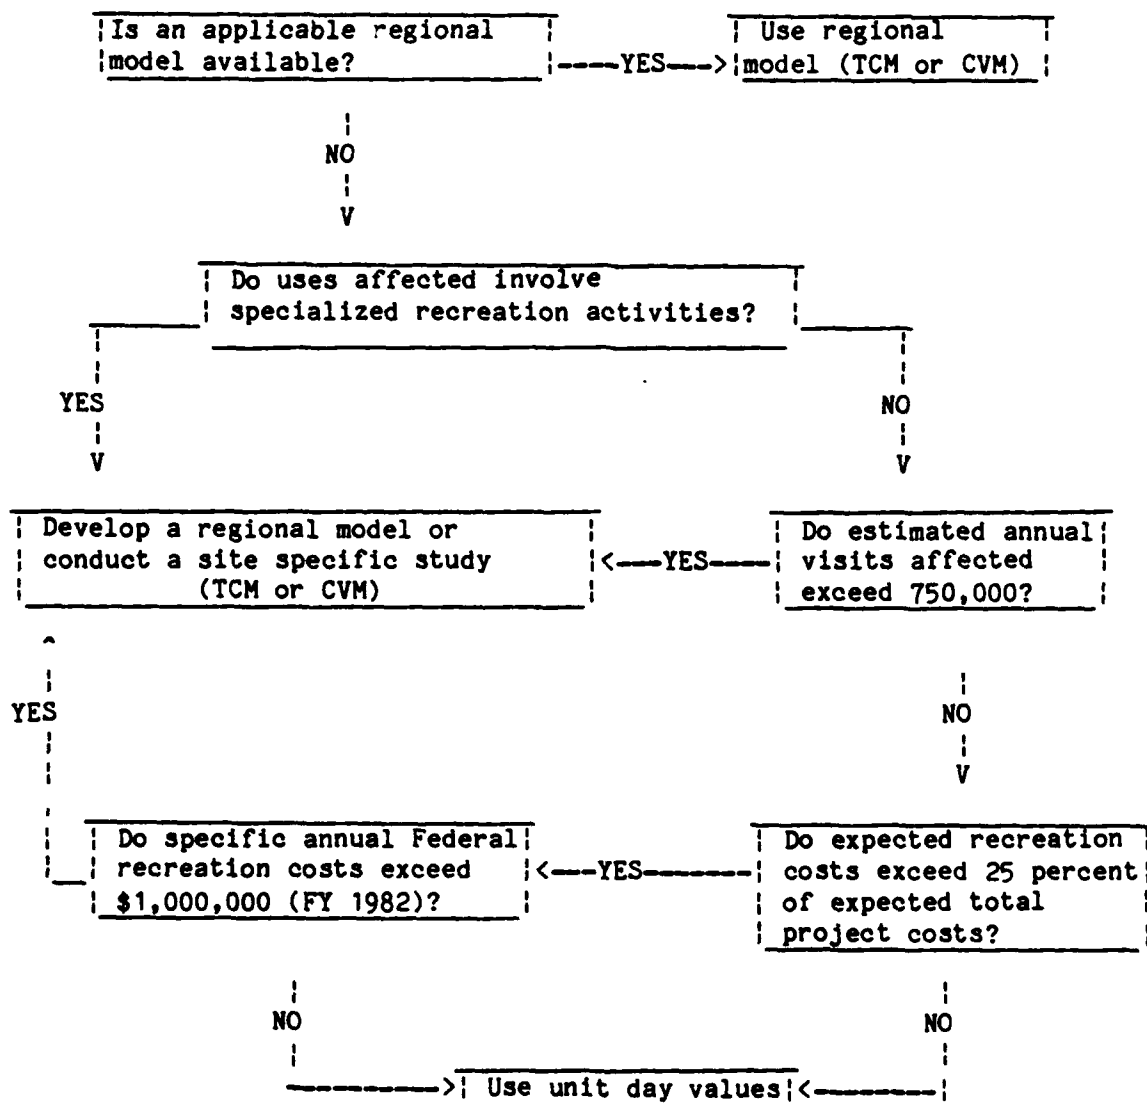 Is an applicable regional
model available?
YES
Use regional
model (TCM or CVM)
NO
Do uses affected involve
specialized recreation activities?
YES
NO
Develop a regional model or
conduct a site specific study
(TCM or CVM)
YES
Do estimated annual
visits affected
exceed 750,000?
YES
NO
Do specific annual Federal
recreation costs exceed
$1,000,000 (FY 1982)?
YES
Do expected recreation
costs exceed 25 percent
of expected total
project costs?
NO
NO
Use unit day values